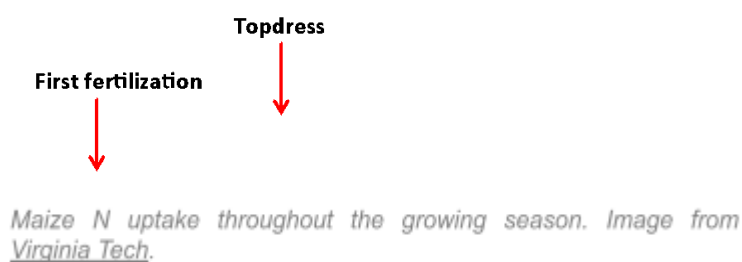 Topdress
First fertilization
Maize N uptake throughout the growing season. Image from
Virginia Tech.